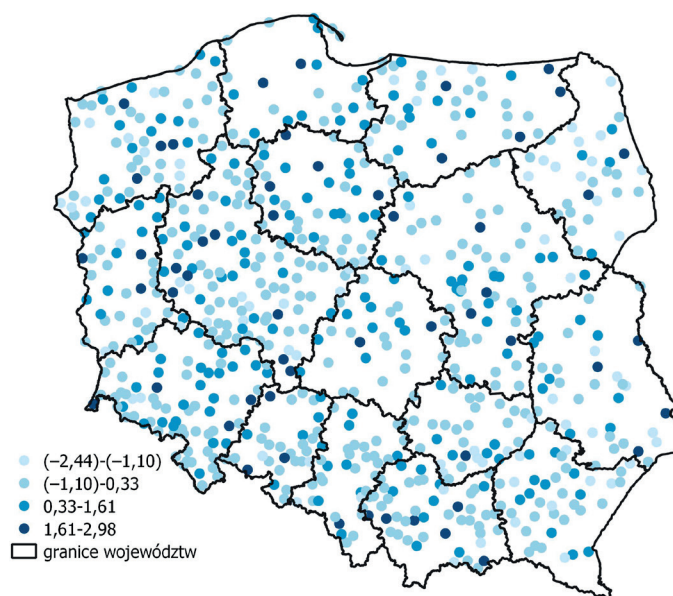 (−2,44)-(−1,10)
(−1,10)-0,33
0,33-1,61
1,61-2,98
granice województw